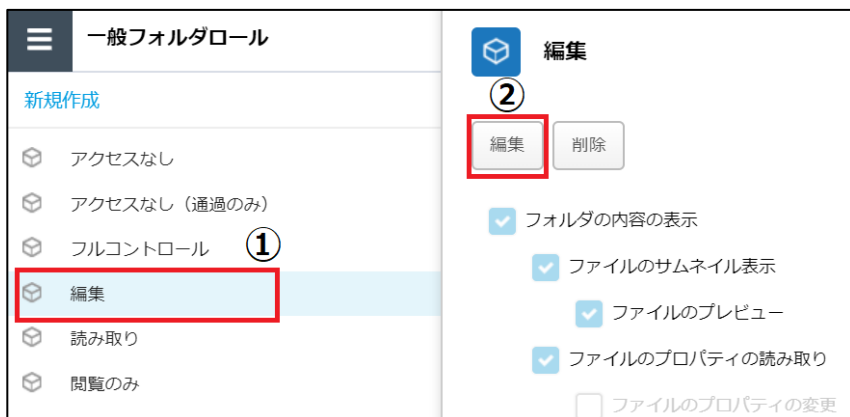 一般フォルダロール
新規作成
アクセスなし
アクセスなし（通過のみ）
フルコントロール
①
編集
読み取り
閲覧のみ
編集
②
編集 削除
フォルダの内容の表示
ファイルのサムネイル表示
ファイルのプレビュー
ファイルのプロパティの読み取り
ファイルのプロパティの変更